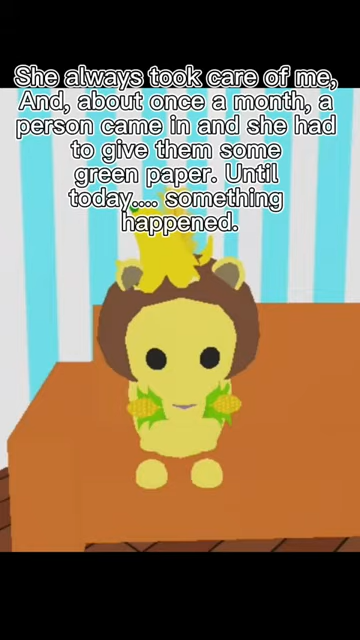 She always took care of me,
And, about once a month, a
person came in and she had
to give them some
green paper. Until
today.... something
happened.